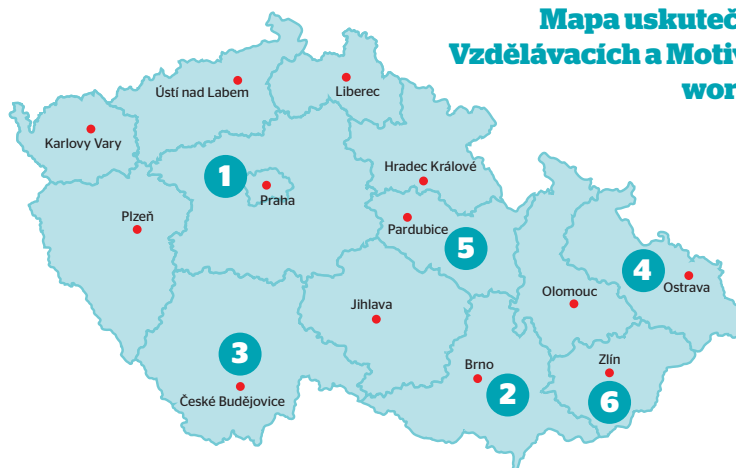 Mapa uskuteč
Vzdělávacích a Motiv
wor
Ústí nad Labem
Liberec
Karlovy Vary
1
Praha
Hradec Králové
Plzeň
Pardubice
5
4
Ostrava
Olomouc
Jihlava
3
České Budějovice
Brno
2
Zlín
6